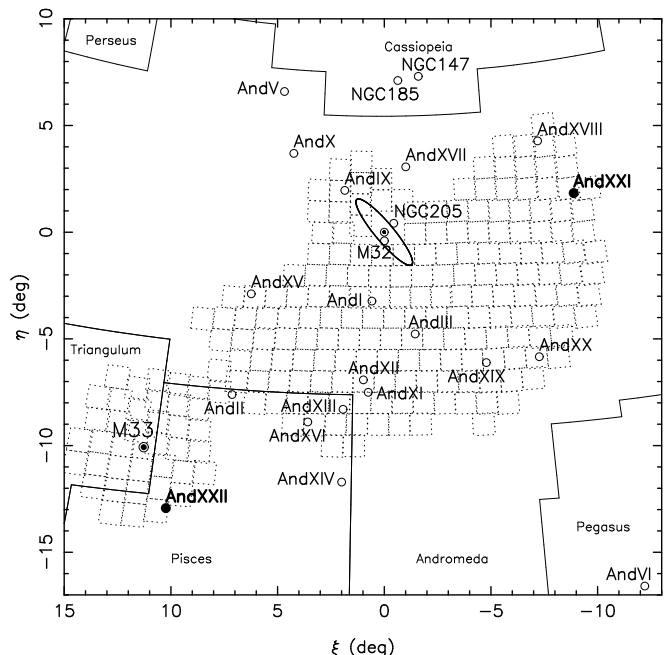 10
Perseus
Cassiopeia
NGC147
NGC185
AndV
5
AndXVIII
AndX
AndXVII
AndIX
AndXXI
NGC205
0
M32
AndXV
AndI
AndIII
−5
Triangulum
AndXX
AndXII
AndXIX
AndXI
AndII
AndXIII
M33
AndXVI
−10
AndXIV
AndXXII
Pegasus
−15
Pisces
Andromeda
AndVI
15
10
5
0
−5
−10
η (deg)
ξ (deg)